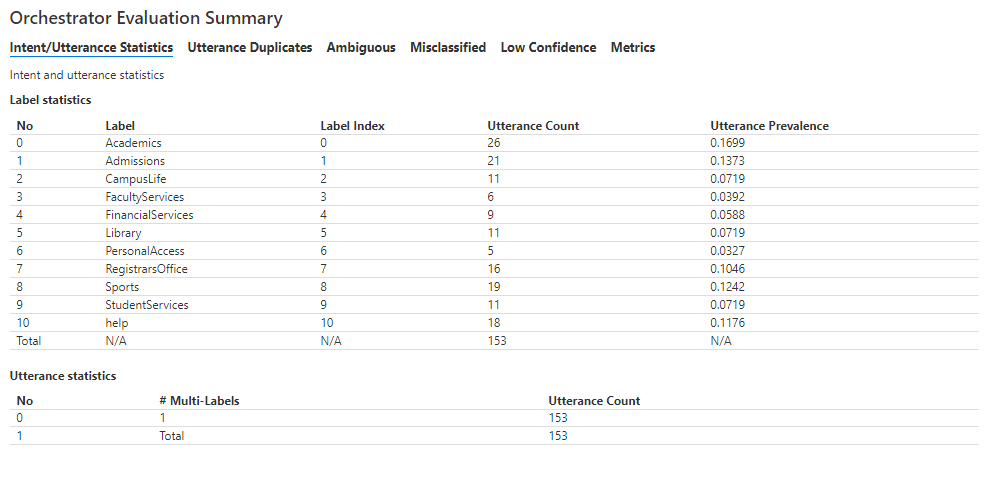 Orchestrator Evaluation Summary
Intent/Utterancce Statistics Utterance Duplicates Ambiguous Misclassified Low Confidence Metrics
Intent and utterance statistics
Label statistics
No Label Label Index Utterance Count Utterance Prevalence
0 Academics 0 26 0.1699
1 Admissions 1 21 0.1373
2 CampusLife 2 11 0.0719
3 FacultyServices 3 6 0.0392
4 FinancialServices 4 9 0.0588
5 Library 5 11 0.0719
6 PersonalAccess 6 5 0.0327
7 RegistrarsOffice 7 16 0.1046
8 Sports 8 19 0.1242
9 StudentServices 9 11 0.0719
10 help 10 18 0.1176
Total N/A N/A 153 N/A
Utterance statistics
No # Multi-Labels Utterance Count
0 1 153
1 Total 153